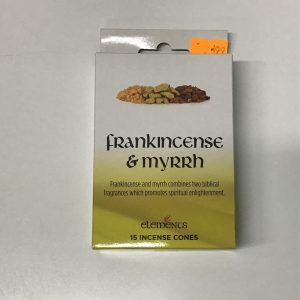 frankincense
& myrrh
Frankincense and myrrh combines two biblical
fragrances which promotes spiritual enlightenment.
elements
15 INCENSE CONES